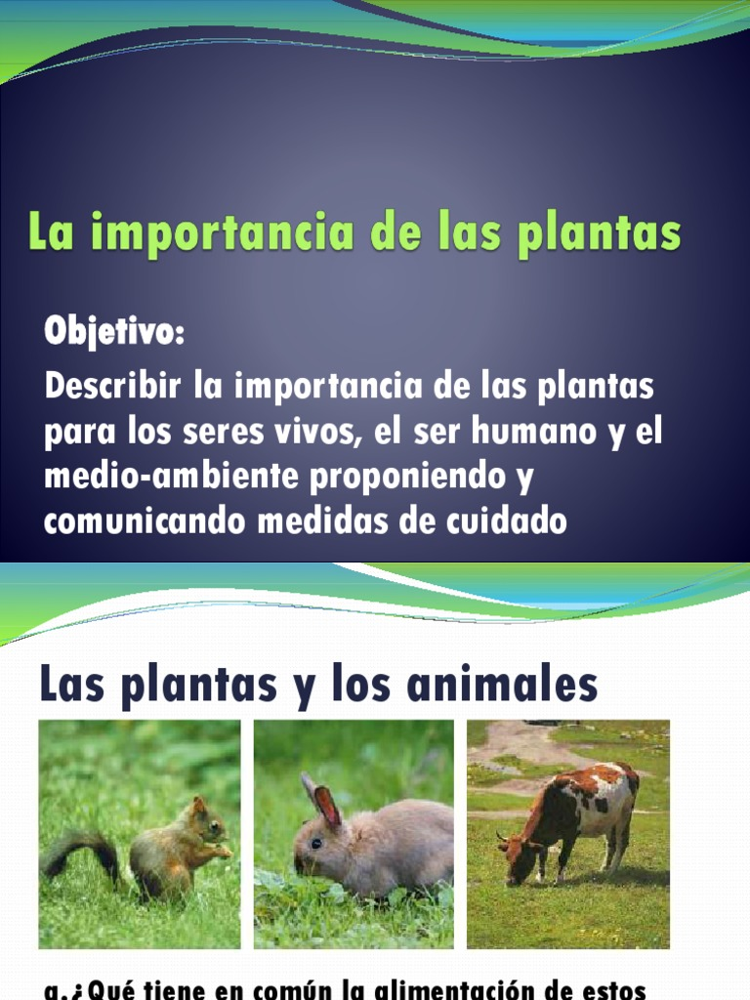 La importancia de las plantas
Objetivo:
Describir la importancia de las plantas
para los seres vivos, el ser humano y el
medio-ambiente proponiendo y
comunicando medidas de cuidado
Las plantas y los animales
a.¿Qué tiene en común la alimentación de estos